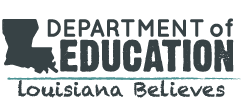 DEPARTMENT of
EDUCATION
Louisiana Believes